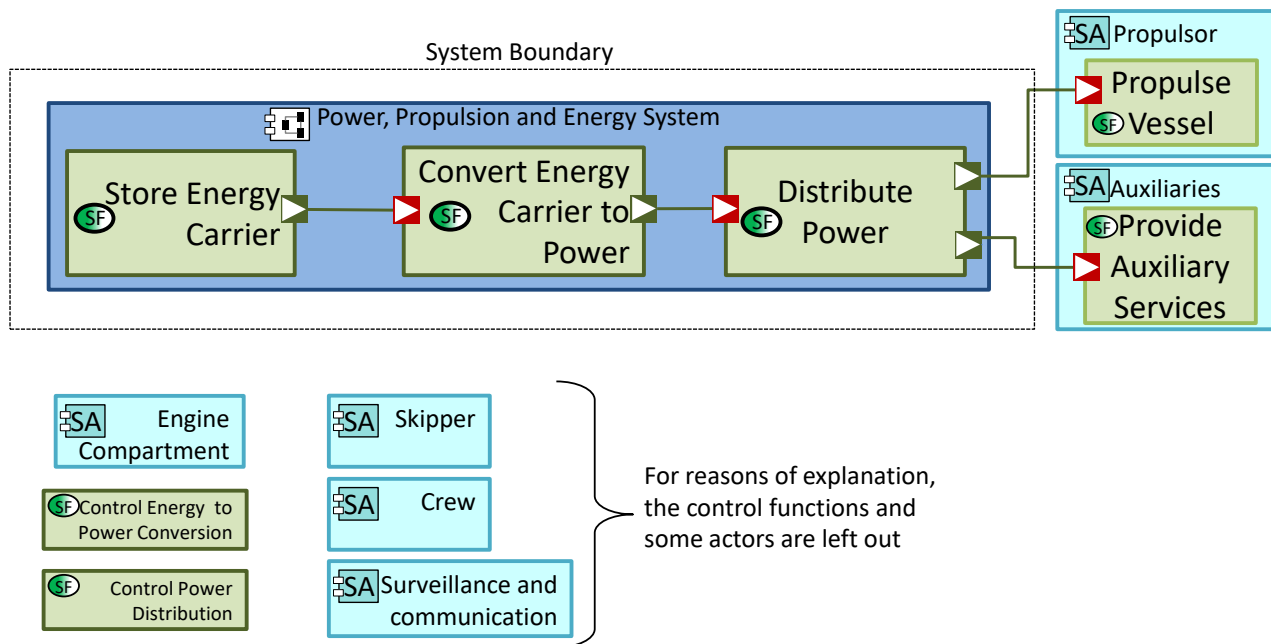 System Boundary
Power, Propulsion and Energy System
SF
Store Energy
Carrier
SF
Convert Energy
Carrier to
Power
SF
Distribute
Power
SA
Propulsor
Propulse
SF
Vessel
SA
Auxiliaries
SF
Provide
Auxiliary
Services
SA
Engine
Compartment
SA
Skipper
SF
Control Energy to
Power Conversion
SA
Crew
SF
Control Power
Distribution
SA
Surveillance and
communication
For reasons of explanation,
the control functions and
some actors are left out